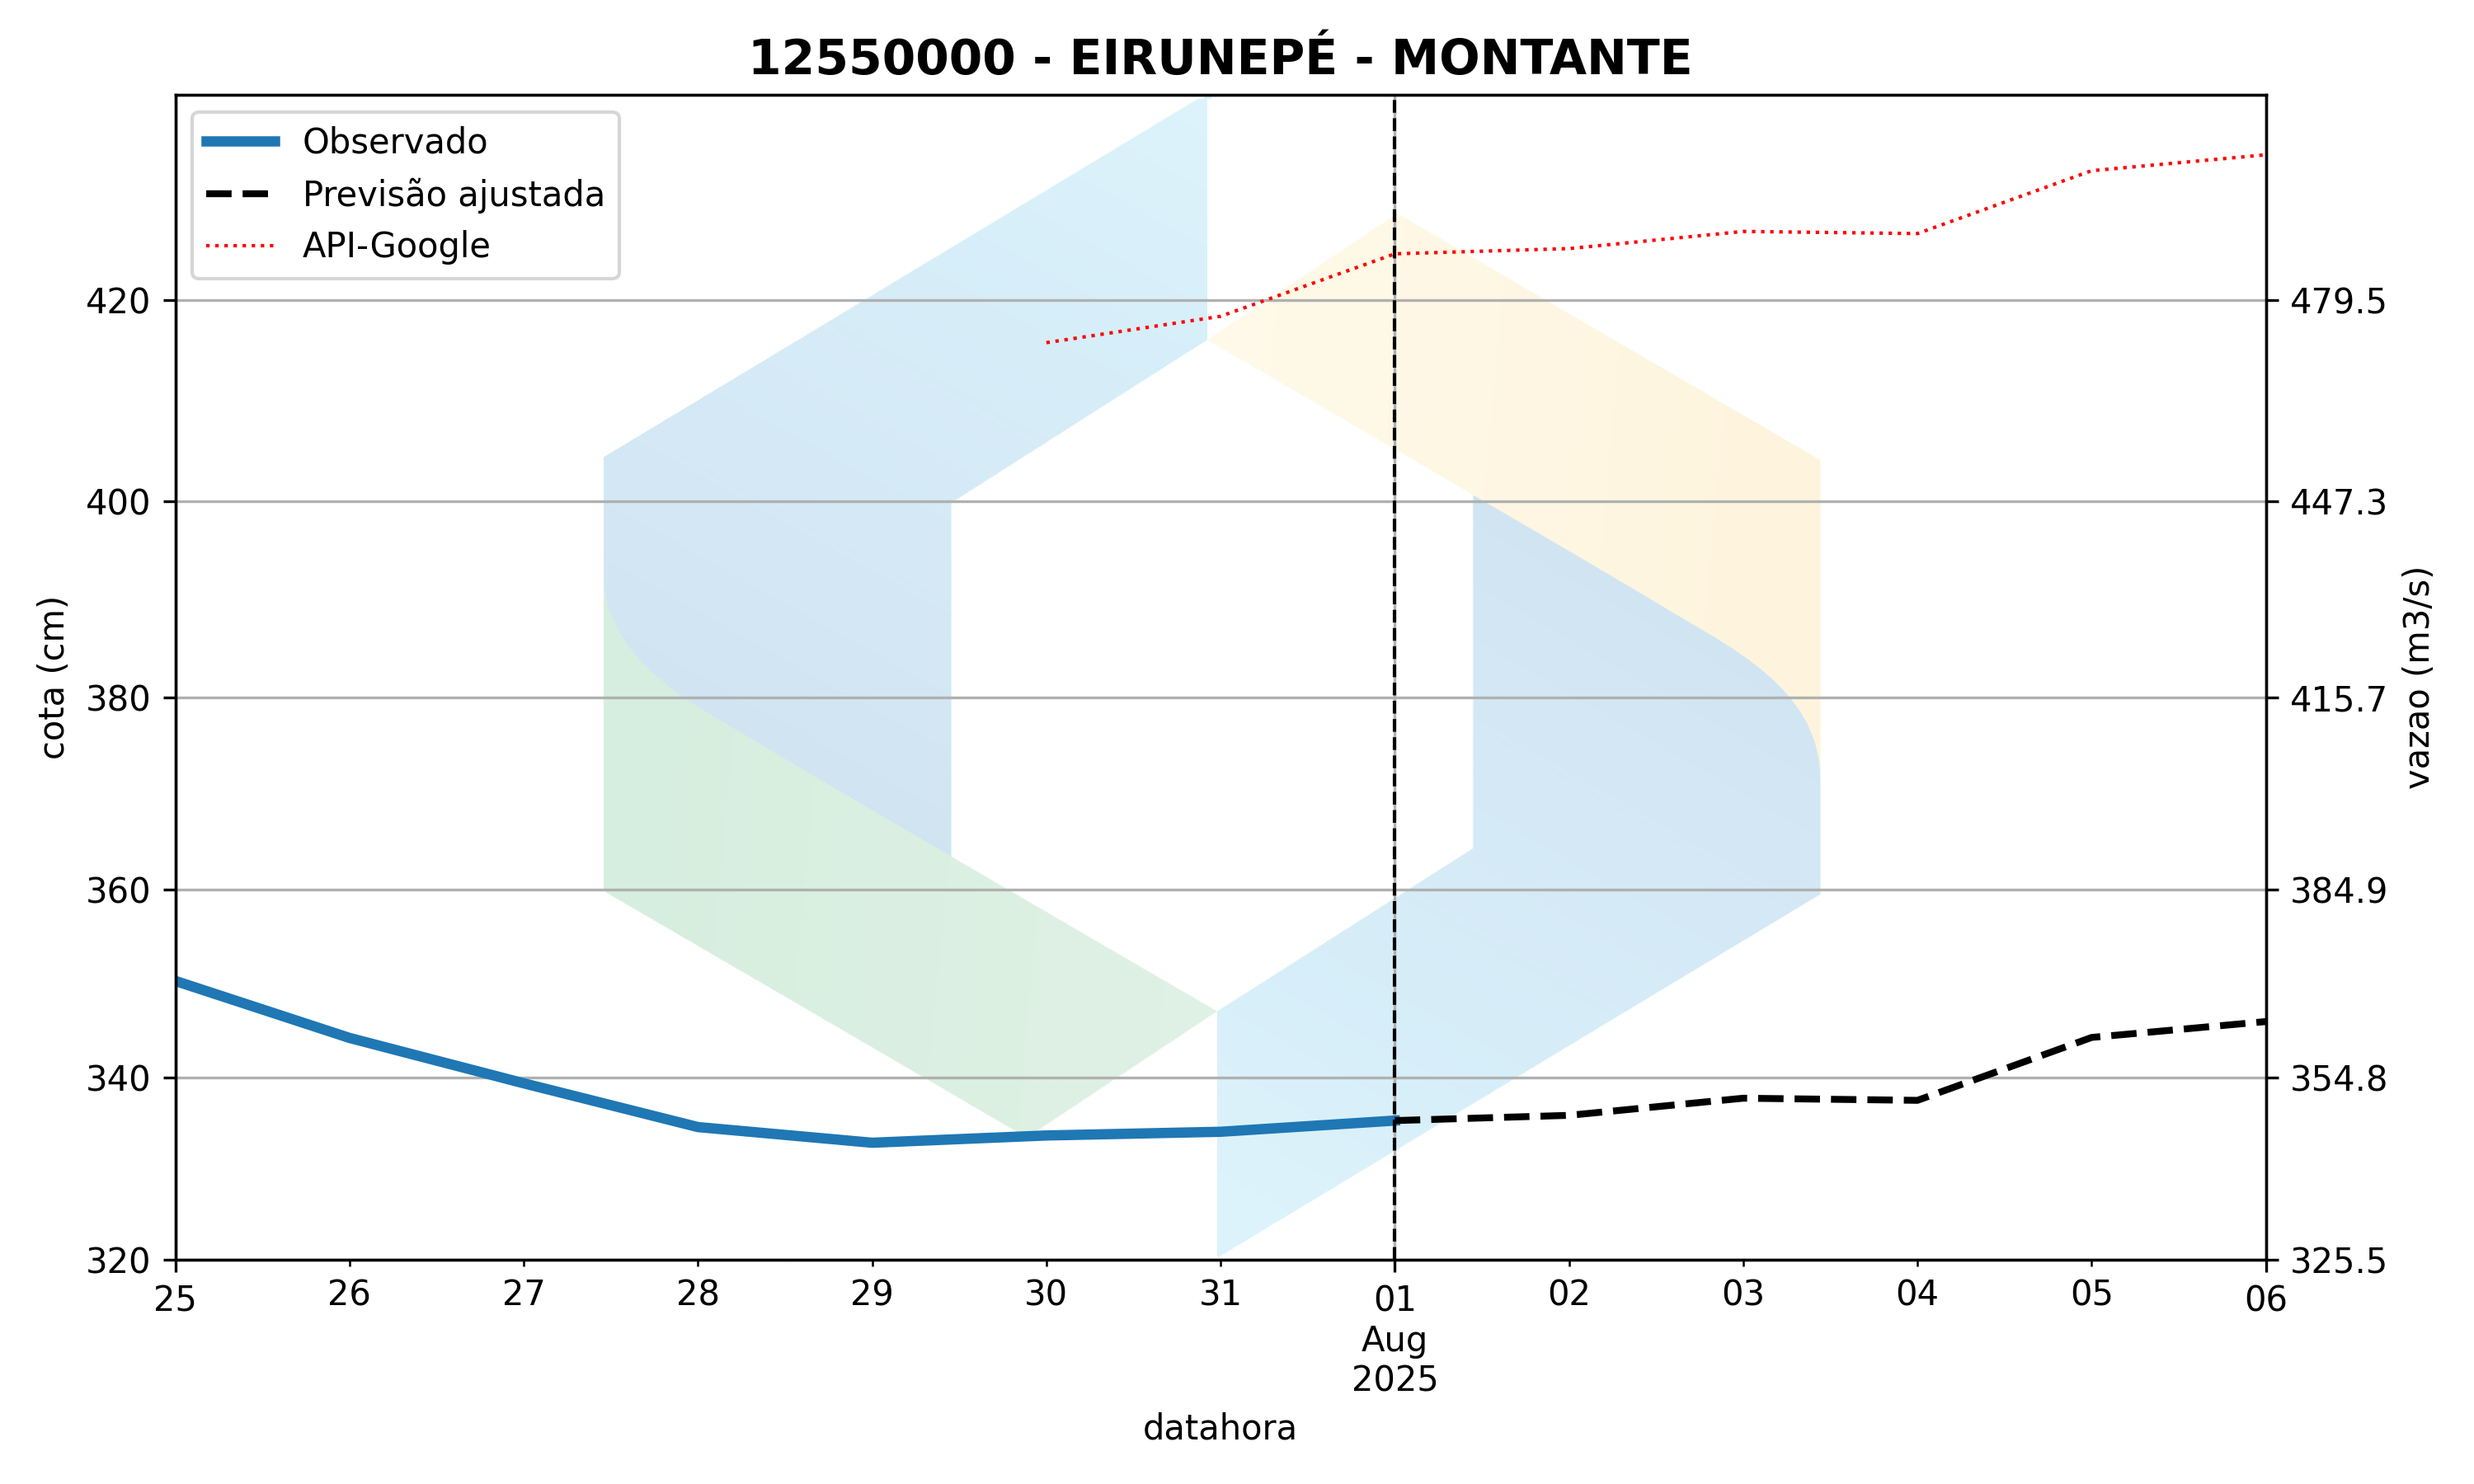 12550000 - EIRUNEPÉ - MONTANTE
Observado
Previsão ajustada
API-Google
420
400
380
360
340
320
cota (cm)
479.5
447.3
415.7
384.9
354.8
325.5
vazao (m3/s)
25 26 27 28 29 30 31 01 02 03 04 05 06
Aug
2025
datahora